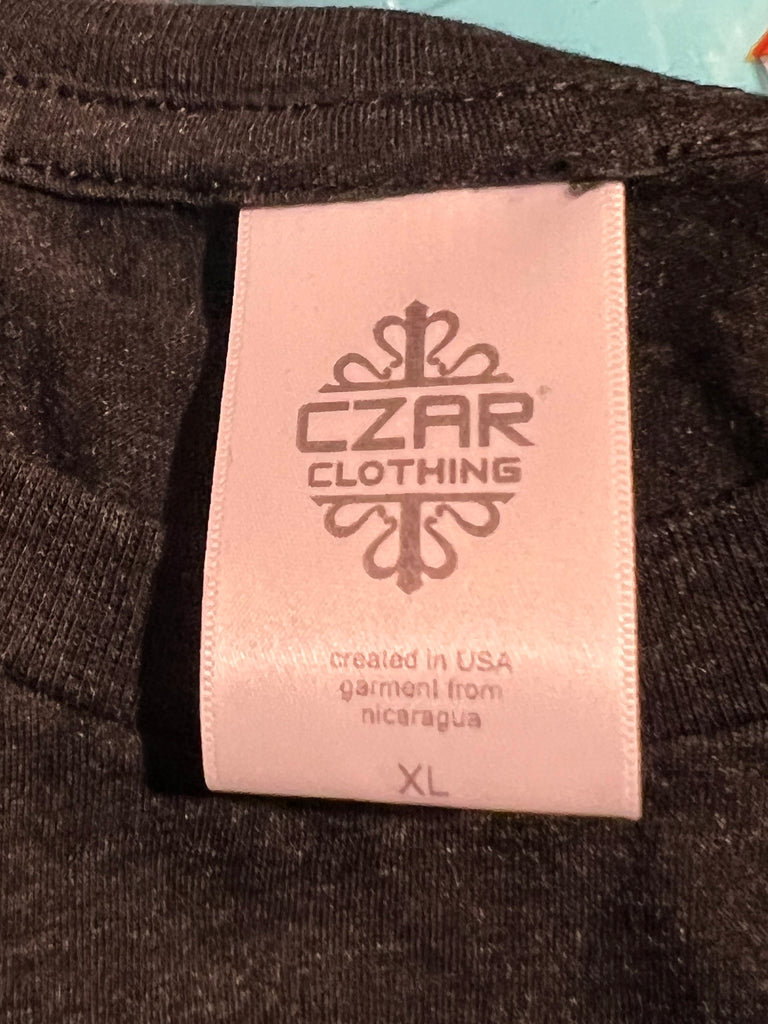 CZAR
CLOTHING
created in USA
garment from
nicaragua
XL